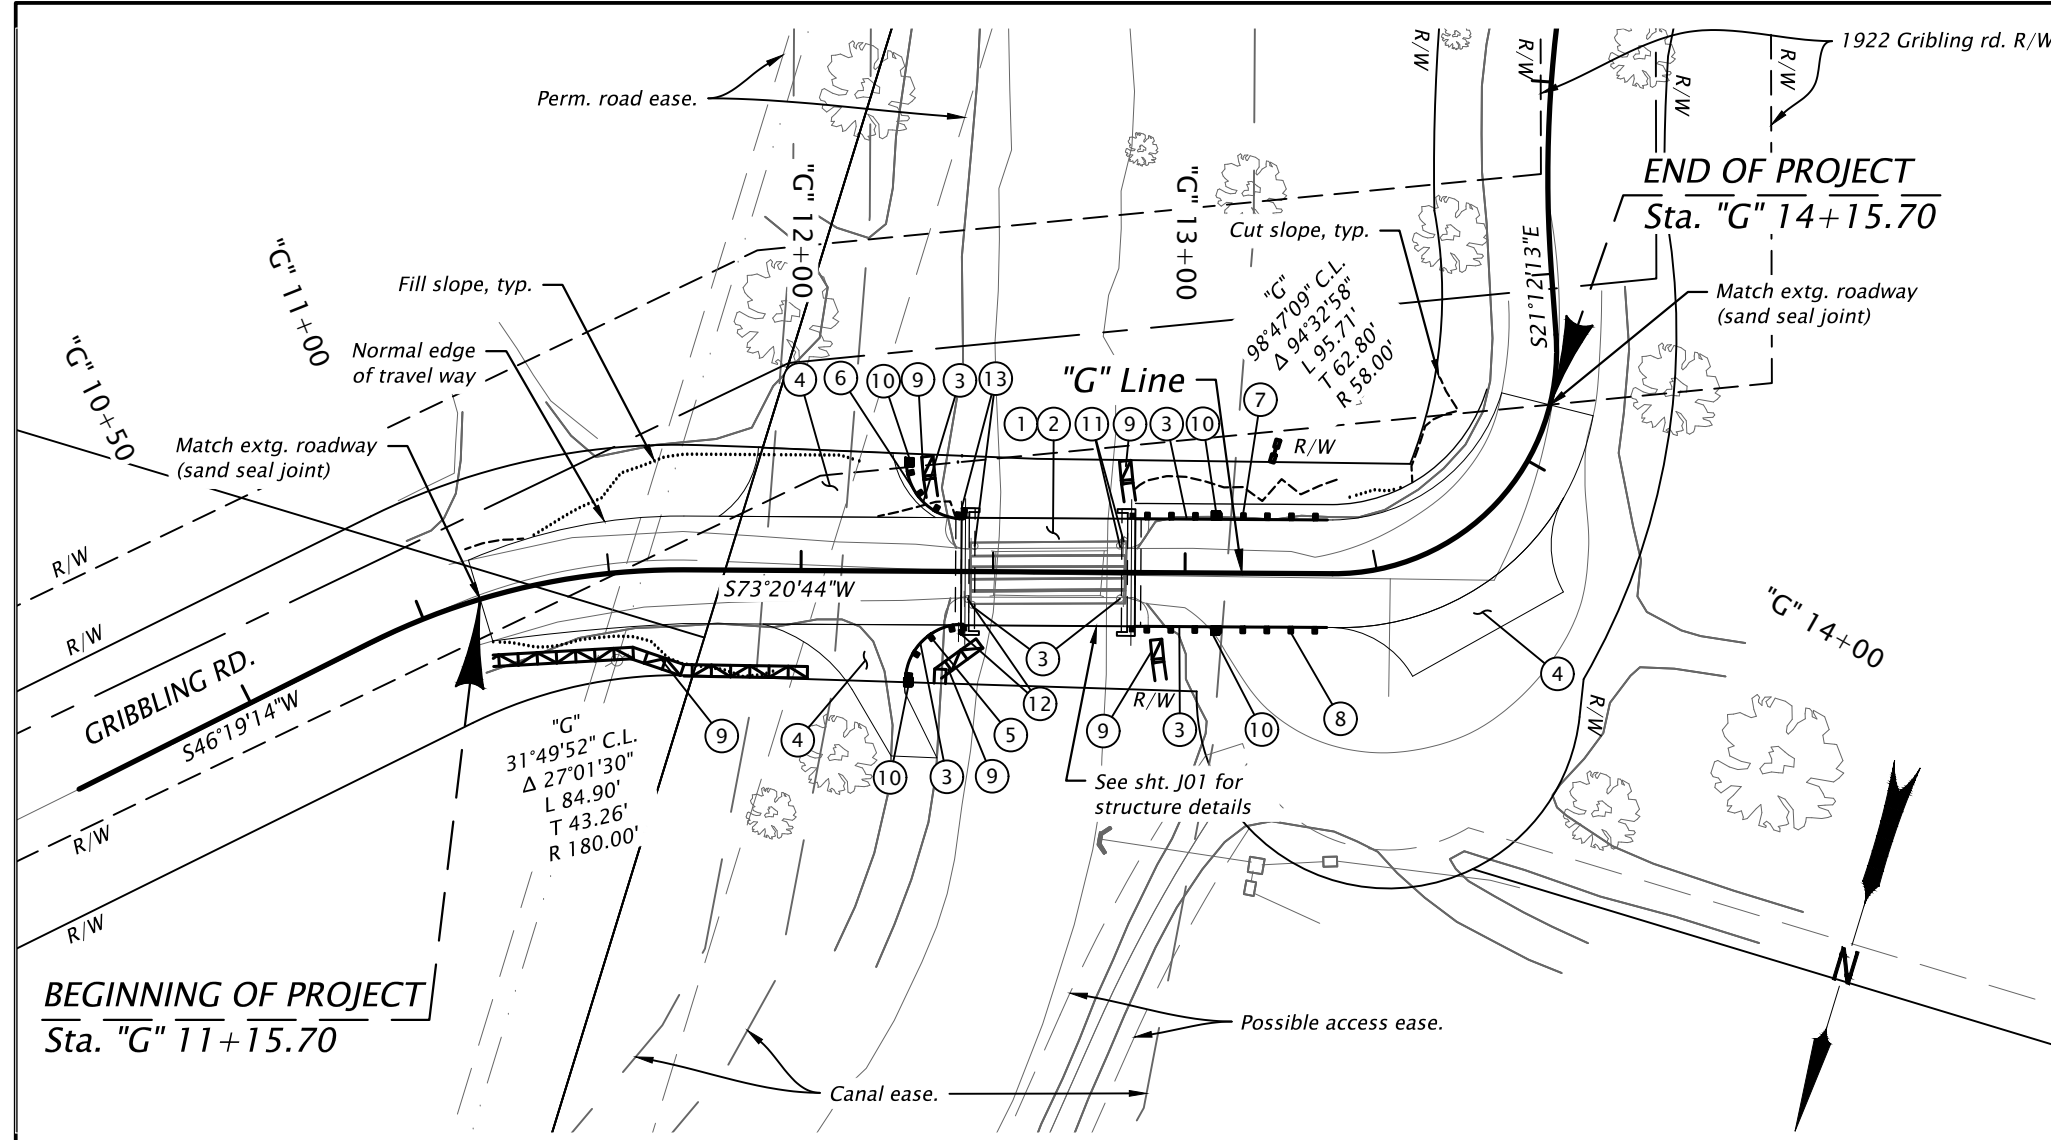 1922 Gribling rd. R/W
R/W
R/W
R/W
R/W
Perm. road ease.
END OF PROJECT
Sta. "G" 14+15.70
"G" 12+00
"G" 13+00
Cut slope, typ.
S21°12'13"E
"G" 11+00
Fill slope, typ.
"G"
98°47'09" C.L.
Δ 94°32'58"
L 95.71'
T 62.80'
R 58.00'
Match extg. roadway
(sand seal joint)
"G" 10+50
Normal edge
of travel way
4
6
10
9
3
13
"G" Line
7
1
2
11
9
3
10
R/W
Match extg. roadway
(sand seal joint)
R/W
S73°20'44"W
"G" 14+00
R/W
GRIBBLING RD.
S46°19'14"W
3
4
12
R/W
R/W
9
4
5
9
3
10
8
10
3
9
"G"
31°49'52" C.L.
Δ 27°01'30"
L 84.90'
T 43.26'
R 180.00'
See sht. J01 for
structure details
R/W
R/W
N
BEGINNING OF PROJECT
Sta. "G" 11+15.70
Possible access ease.
Canal ease.